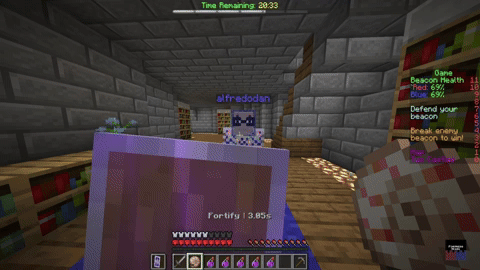 Time Remaining: 20:33
alfredodan
Game
Beacon Health
Red: 69%
Blue: 69%
Defend your
beacon
Break enemy
beacon to win!
Fortify | 3.85s